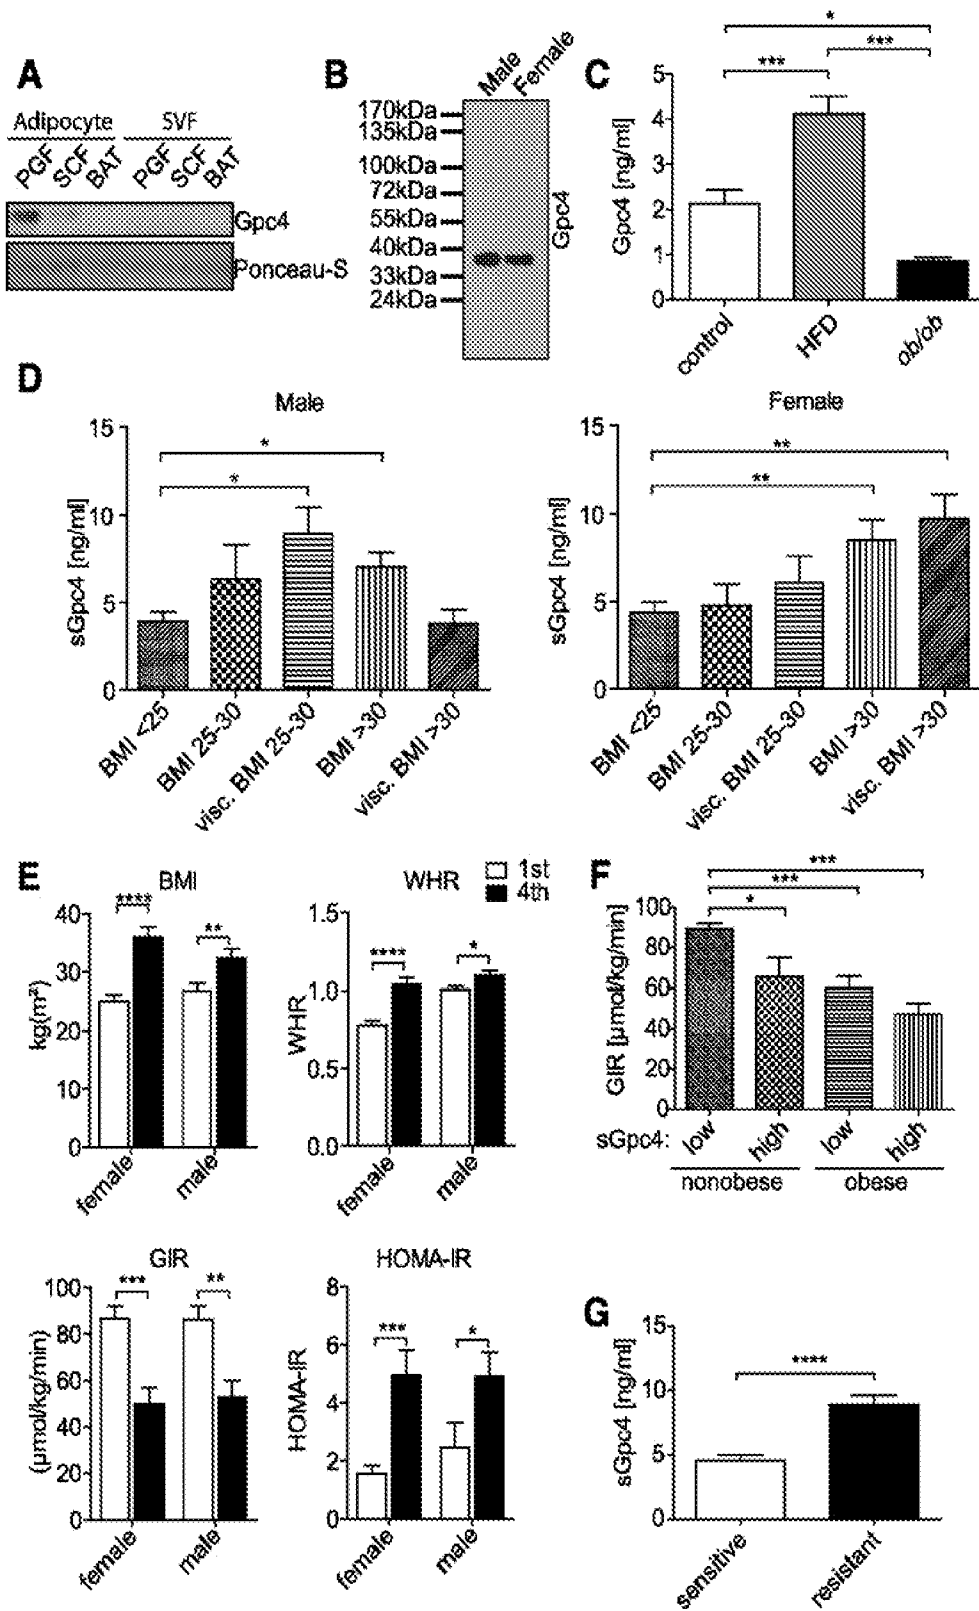 A
Adipocyte SVF
PGF SCF BAT PGF SCF BAT
Gpc4
Ponceau-S
B
Male Female
170kDa
135kDa
100kDa
72kDa
55kDa
40kDa
33kDa
24kDa
Gpc4
C
*
***
***
Gpc4 [ng/ml]
5
4
3
2
1
0
control HFD ob/ob
D
Male
sGpc4 [ng/ml]
15
10
5
0
*
*
BMI <25 BMI 25-30 visc. BMI 25-30 BMI >30 visc. BMI >30
Female
sGpc4 [ng/ml]
15
10
5
0
**
**
BMI <25 BMI 25-30 visc. BMI 25-30 BMI >30 visc. BMI >30
E
1st
4th
BMI
kg(m²)
40
30
20
10
0
**** **
female male
WHR
WHR
1.5
1.0
0.5
0.0
**** *
female male
GIR
(µmol/kg/min)
100
80
60
40
20
0
*** **
female male
HOMA-IR
HOMA-IR
8
6
4
2
0
*** *
female male
F
***
***
*
GIR [µmol/kg/min]
100
80
60
40
20
0
sGpc4: low high low high
nonobese obese
G
sGpc4 [ng/ml]
15
10
5
0
****
sensitive resistant